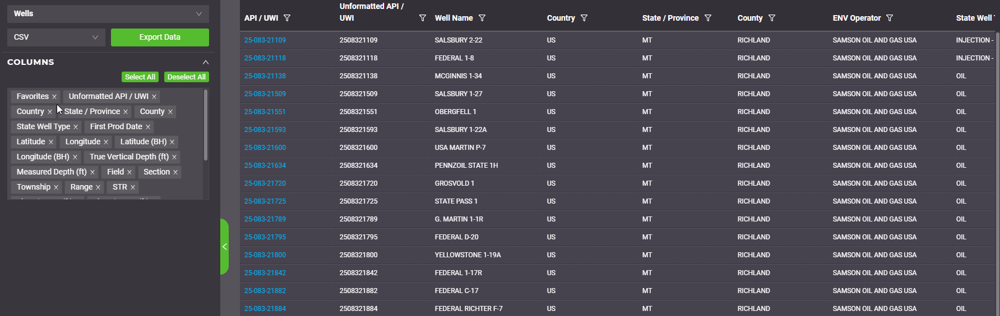 Wells
CSV
Export Data
COLUMNS
Select All Deselect All
Favorites × Unformatted API / UWI ×
Country × State / Province × County ×
State Well Type × First Prod Date ×
Latitude × Longitude × Latitude (BH) ×
Longitude (BH) × True Vertical Depth (ft) ×
Measured Depth (ft) × Field × Section ×
Township × Range × STR ×
API / UWI Unformatted API / UWI Well Name Country State / Province County ENV Operator State Well
25-083-21109 2508321109 SALSBURY 2-22 US MT RICHLAND SAMSON OIL AND GAS USA INJECTION -
25-083-21118 2508321118 FEDERAL 1-8 US MT RICHLAND SAMSON OIL AND GAS USA INJECTION -
25-083-21138 2508321138 MCGINNIS 1-34 US MT RICHLAND SAMSON OIL AND GAS USA OIL
25-083-21509 2508321509 SALSBURY 1-27 US MT RICHLAND SAMSON OIL AND GAS USA OIL
25-083-21551 2508321551 OBERGFELL 1 US MT RICHLAND SAMSON OIL AND GAS USA OIL
25-083-21593 2508321593 SALSBURY 1-22A US MT RICHLAND SAMSON OIL AND GAS USA OIL
25-083-21600 2508321600 USA MARTIN P-7 US MT RICHLAND SAMSON OIL AND GAS USA OIL
25-083-21634 2508321634 PENNZOIL STATE 1H US MT RICHLAND SAMSON OIL AND GAS USA OIL
25-083-21720 2508321720 GROSVOLD 1 US MT RICHLAND SAMSON OIL AND GAS USA OIL
25-083-21725 2508321725 STATE PASS 1 US MT RICHLAND SAMSON OIL AND GAS USA OIL
25-083-21789 2508321789 G. MARTIN 1-1R US MT RICHLAND SAMSON OIL AND GAS USA OIL
25-083-21795 2508321795 FEDERAL D-20 US MT RICHLAND SAMSON OIL AND GAS USA OIL
25-083-21800 2508321800 YELLOWSTONE 1-19A US MT RICHLAND SAMSON OIL AND GAS USA OIL
25-083-21842 2508321842 FEDERAL 1-17R US MT RICHLAND SAMSON OIL AND GAS USA OIL
25-083-21882 2508321882 FEDERAL C-17 US MT RICHLAND SAMSON OIL AND GAS USA OIL
25-083-21884 2508321884 FEDERAL RICHTER F-7 US MT RICHLAND SAMSON OIL AND GAS USA OIL